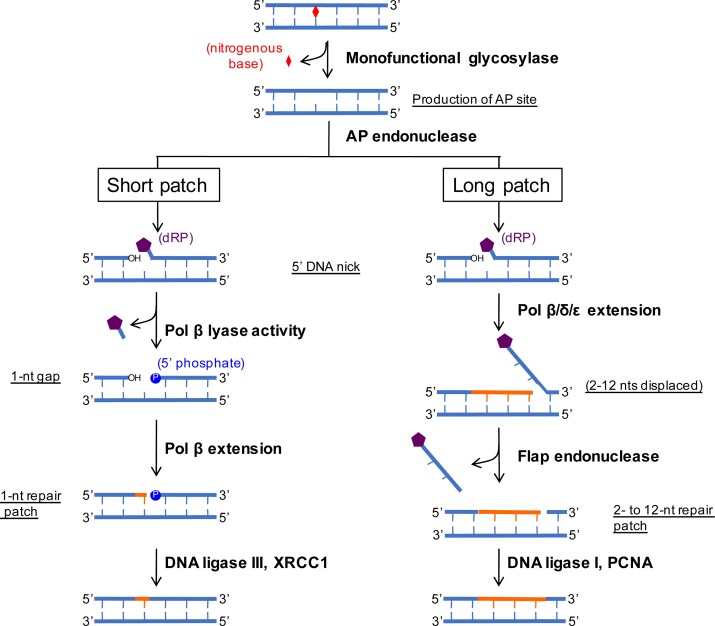 5’ 3’
3’ 5’
(nitrogenous
base)
Monofunctional glycosylase
5’ 3’
3’ 5’
Production of AP site
AP endonuclease
Short patch
Long patch
(dRP)
5’ OH 3’
3’ 5’
5’ DNA nick
(dRP)
5’ OH 3’
3’ 5’
Pol β lyase activity
Pol β/δ/ε extension
(5’ phosphate)
1-nt gap
5’ OH P 3’
3’ 5’
(2-12 nts displaced)
5’ 3’
3’ 5’
Pol β extension
Flap endonuclease
1-nt repair
patch
5’ P 3’
3’ 5’
5’ 3’
3’ 5’
2- to 12-nt repair
patch
DNA ligase III, XRCC1
DNA ligase I, PCNA
5’ 3’
3’ 5’
5’ 3’
3’ 5’